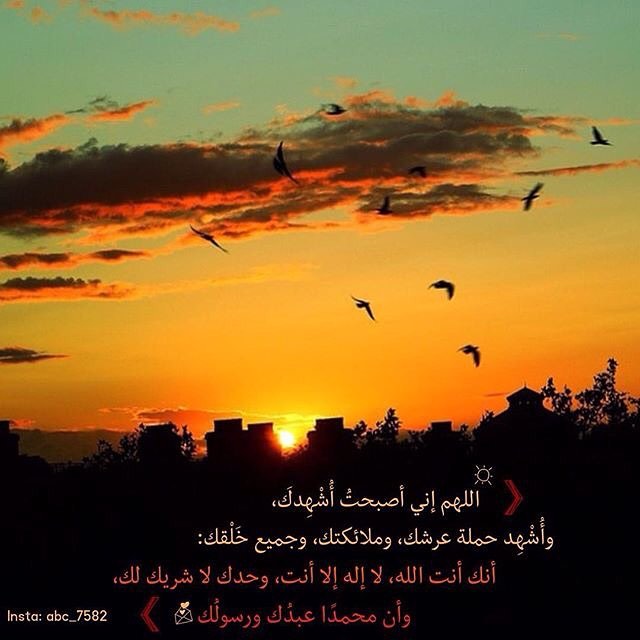 اللهم إني أصبحتُ أُشْهِدكَ،
وأُشْهِد حملة عرشك، وملائكتك، وجميع خَلْقك:
أنك أنت الله، لا إله إلا أنت، وحدك لا شريك لك،
وأن محمدًا عبدُك ورسولُك
Insta: abc_7582